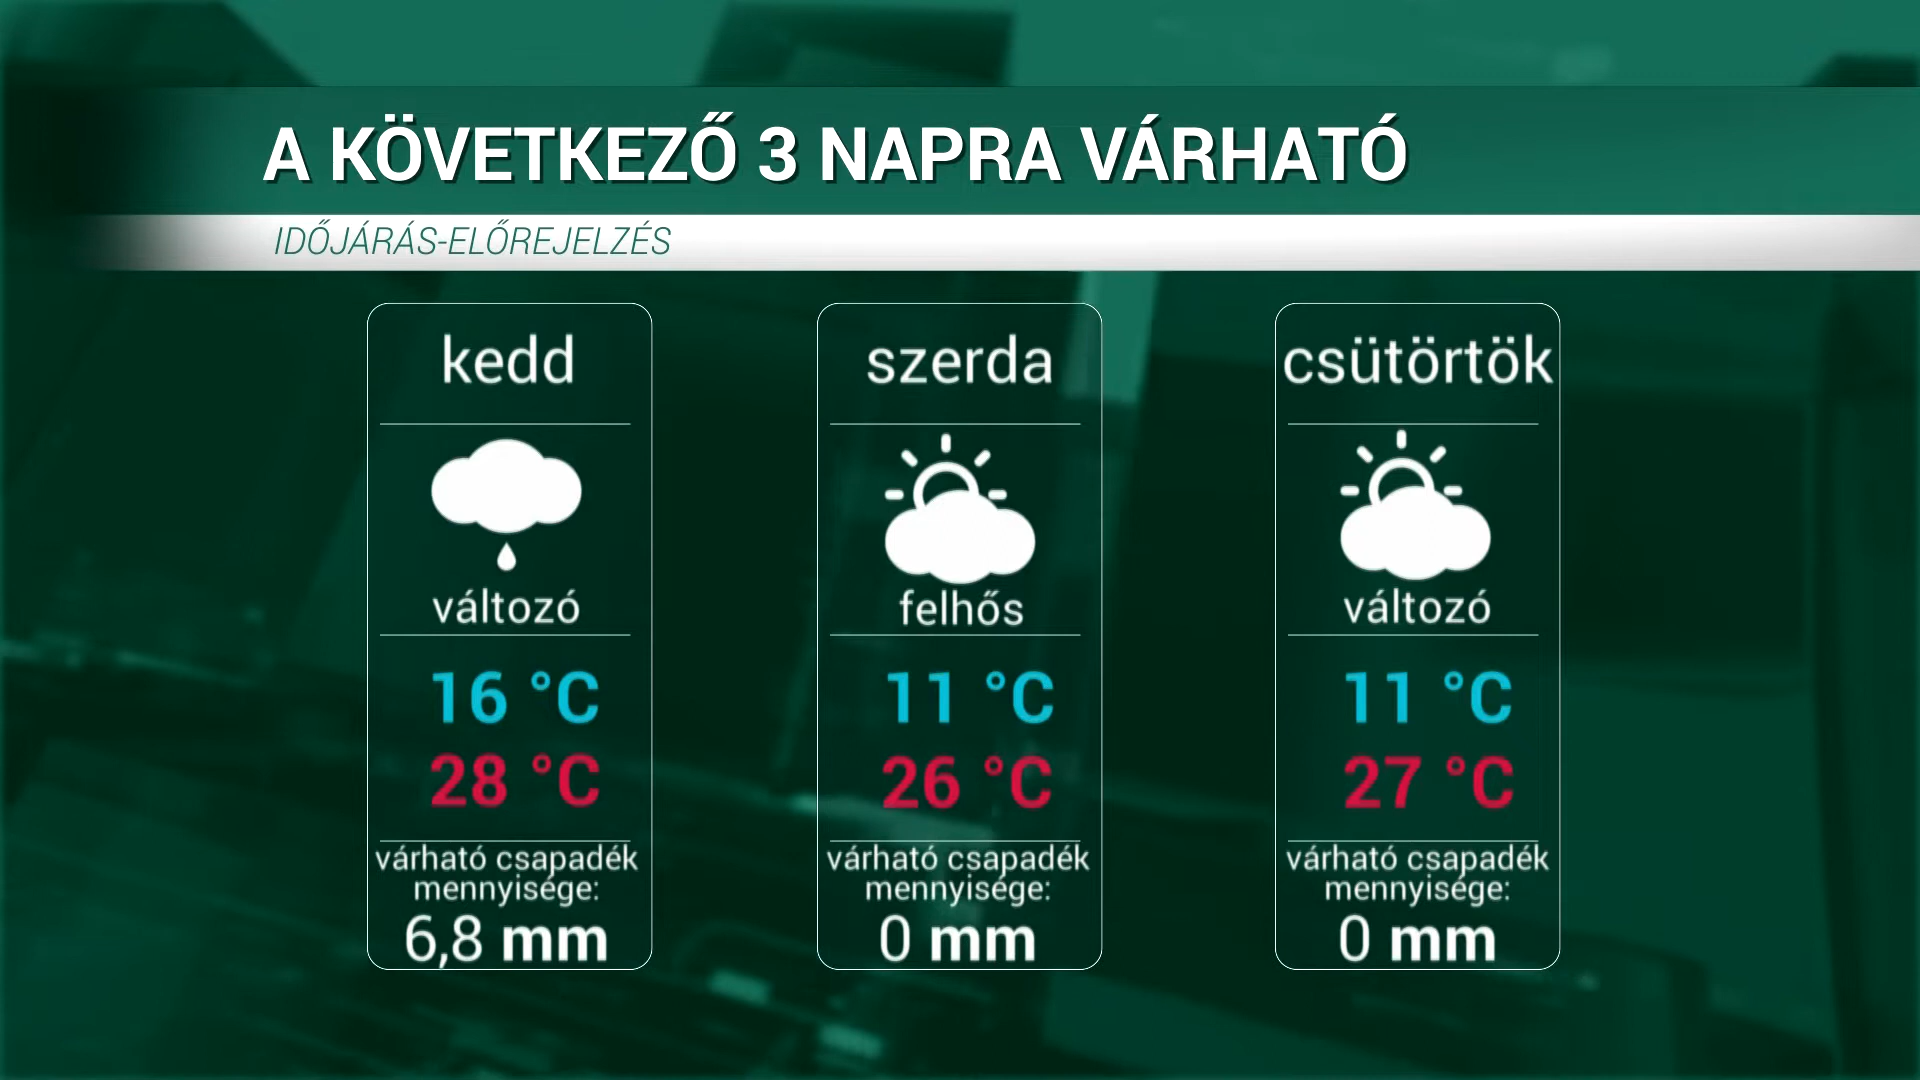 A KÖVETKEZŐ 3 NAPRA VÁRHATÓ
IDŐJÁRÁS-ELŐREJELZÉS
kedd
változó
16 °C
28 °C
várható csapadék
mennyisége:
6,8 mm
szerda
felhős
11 °C
26 °C
várható csapadék
mennyisége:
0 mm
csütörtök
változó
11 °C
27 °C
várható csapadék
mennyisége:
0 mm